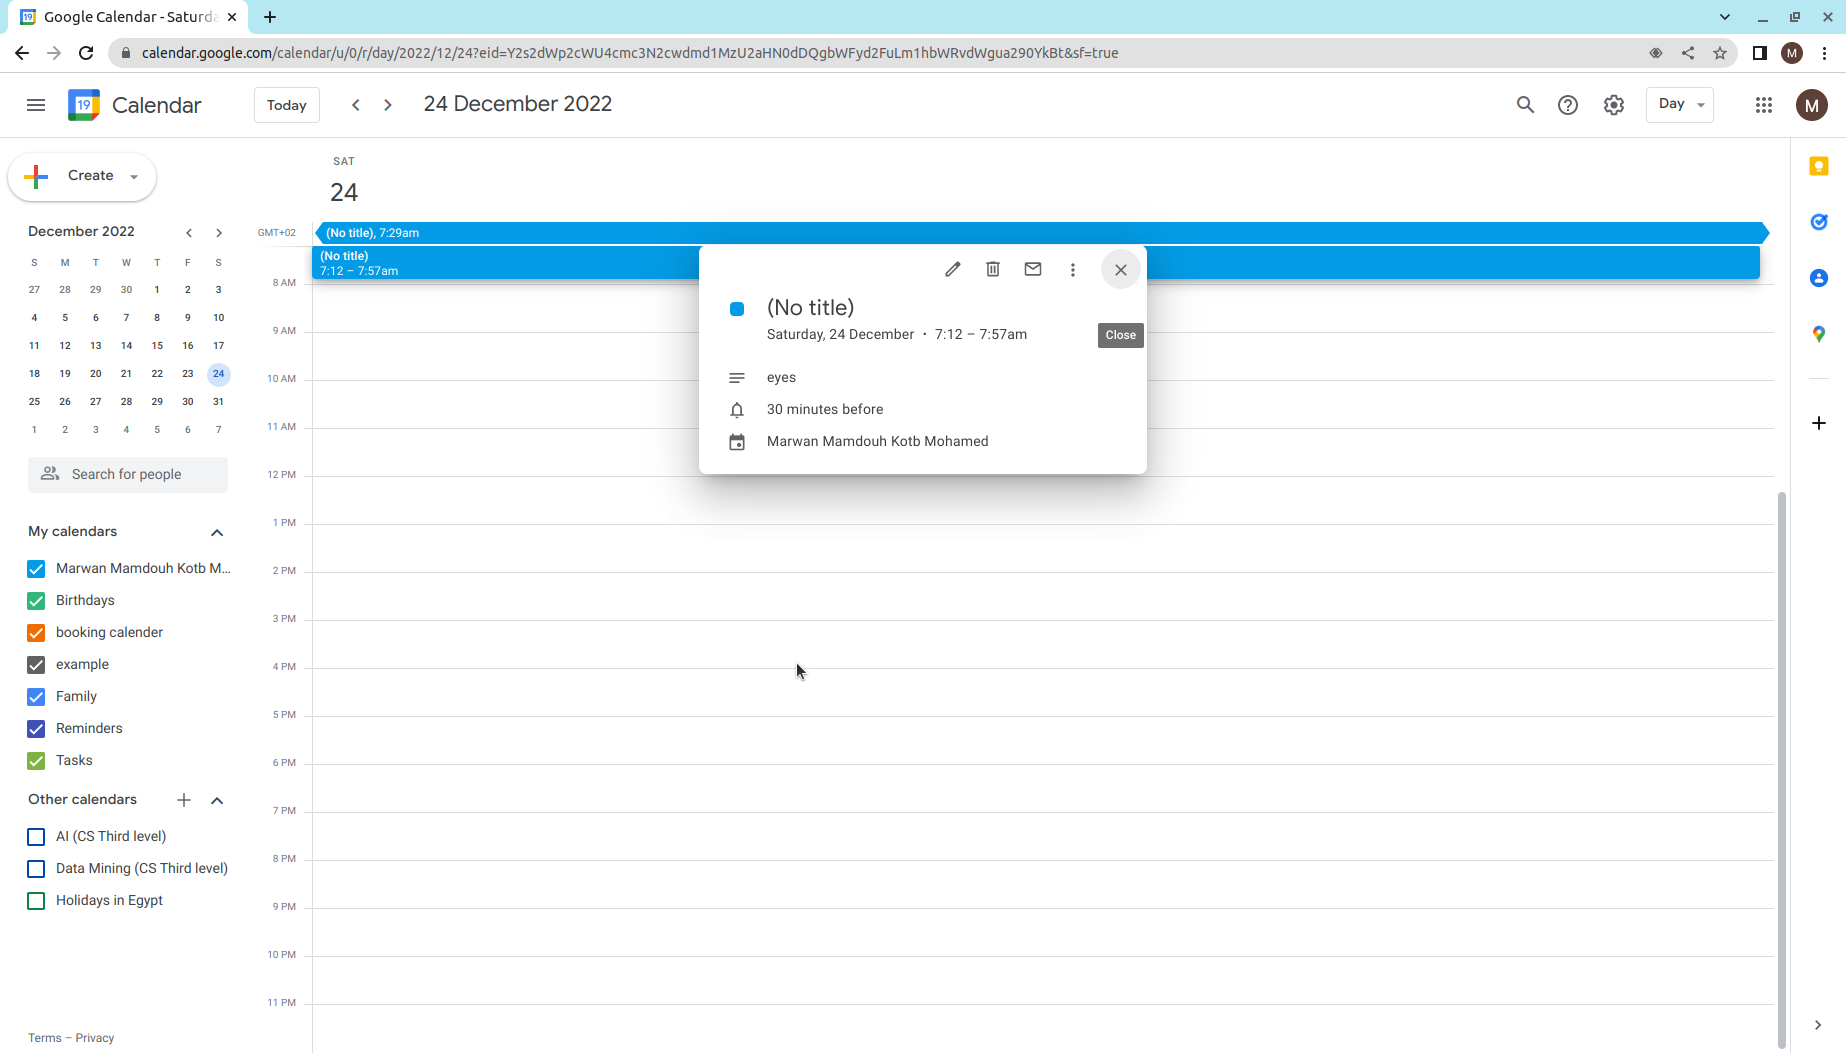 Google Calendar - Saturda
calendar.google.com/calendar/u/0/r/day/2022/12/24?eid=Y2s2dWp2cWU4cmc3N2cwdmd1MzU2aHN0dDQgbWFyd2FuLm1hbWRvdWgua290YkBt&sf=true
M
19
Calendar
Today
24 December 2022
Day
M
Create
SAT
24
December 2022
S M T W T F S
27 28 29 30 1 2 3
4 5 6 7 8 9 10
11 12 13 14 15 16 17
18 19 20 21 22 23 24
25 26 27 28 29 30 31
1 2 3 4 5 6 7
Search for people
My calendars
Marwan Mamdouh Kotb M...
Birthdays
booking calender
example
Family
Reminders
Tasks
Other calendars
AI (CS Third level)
Data Mining (CS Third level)
Holidays in Egypt
Terms – Privacy
GMT+02
(No title), 7:29am
(No title)
7:12 – 7:57am
8 AM
9 AM
10 AM
11 AM
12 PM
1 PM
2 PM
3 PM
4 PM
5 PM
6 PM
7 PM
8 PM
9 PM
10 PM
11 PM
(No title)
Saturday, 24 December • 7:12 – 7:57am
Close
eyes
30 minutes before
Marwan Mamdouh Kotb Mohamed